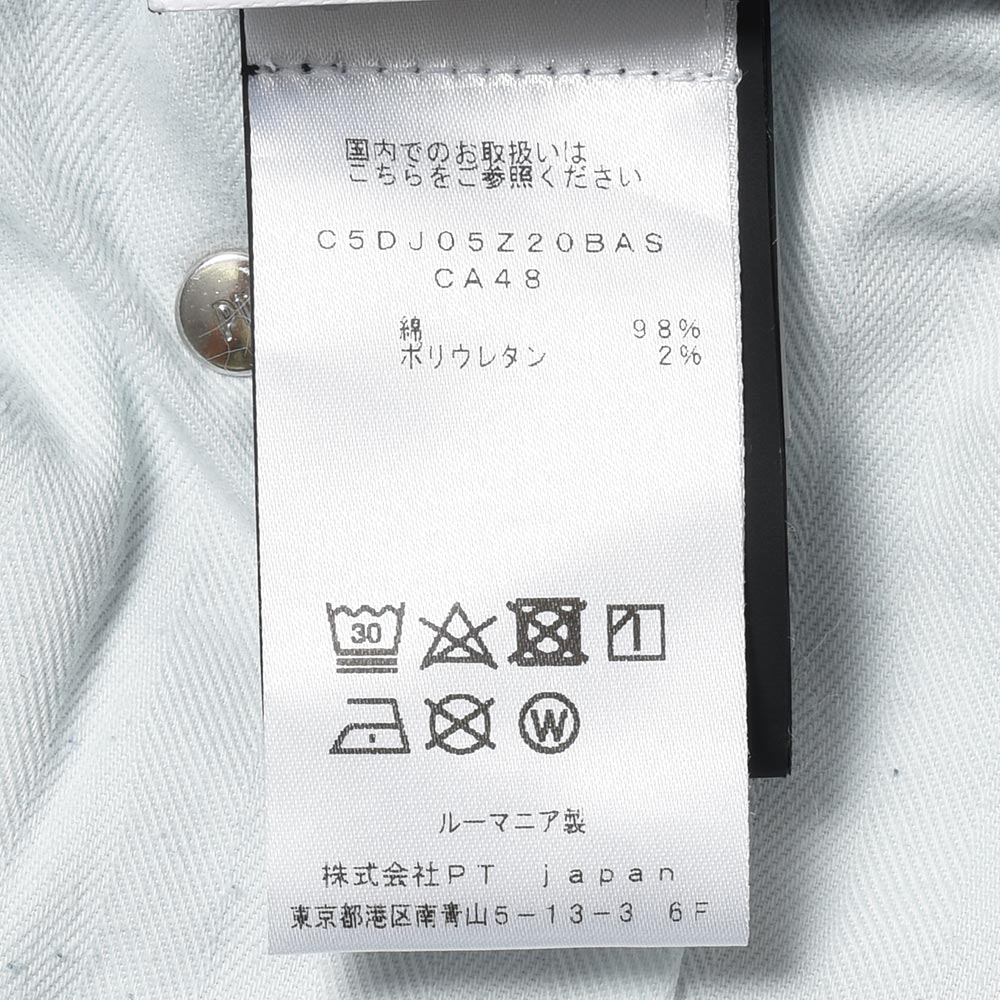 国内でのお取扱いは
こちらをご参照ください
C5DJ05Z20BAS
CA48
綿 98%
ポリウレタン 2%
30
W
ルーマニア製
株式会社PT japan
東京都港区南青山5-13-3 6F